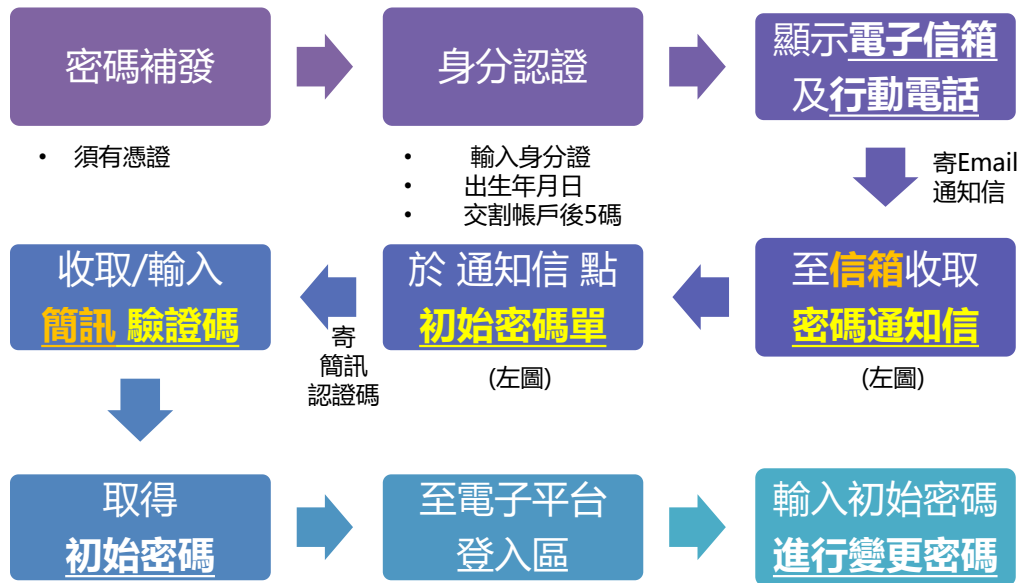 密碼補發
• 須有憑證
身分認證
• 輸入身分證
• 出生年月日
• 交割帳戶後5碼
顯示電子信箱
及行動電話
寄Email
通知信
至信箱收取
密碼通知信
(左圖)
於 通知信 點
初始密碼單
(左圖)
寄
簡訊
認證碼
收取/輸入
簡訊 驗證碼
取得
初始密碼
至電子平台
登入區
輸入初始密碼
進行變更密碼